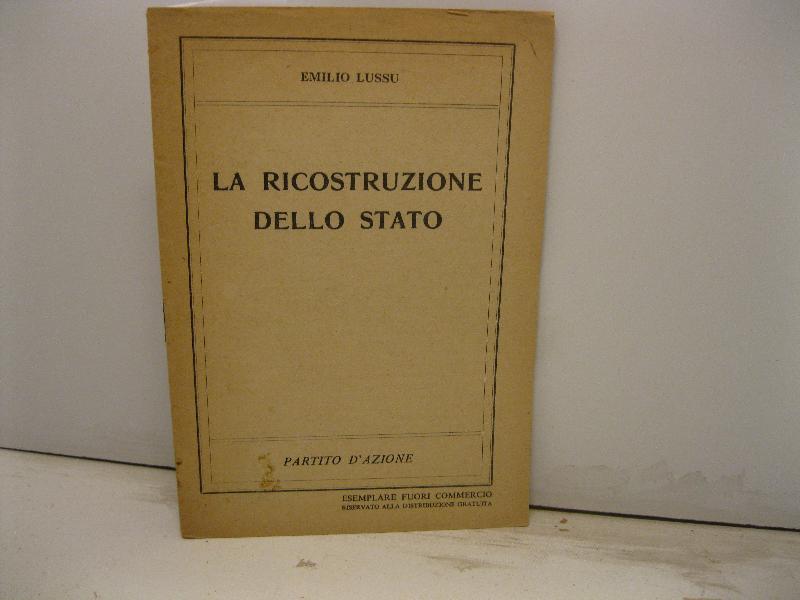 EMILIO LUSSU
LA RICOSTRUZIONE
DELLO STATO
PARTITO D'AZIONE
ESEMPLARE FUORI COMMERCIO
RISERVATO ALLA DISTRIBUZIONE GRATUITA